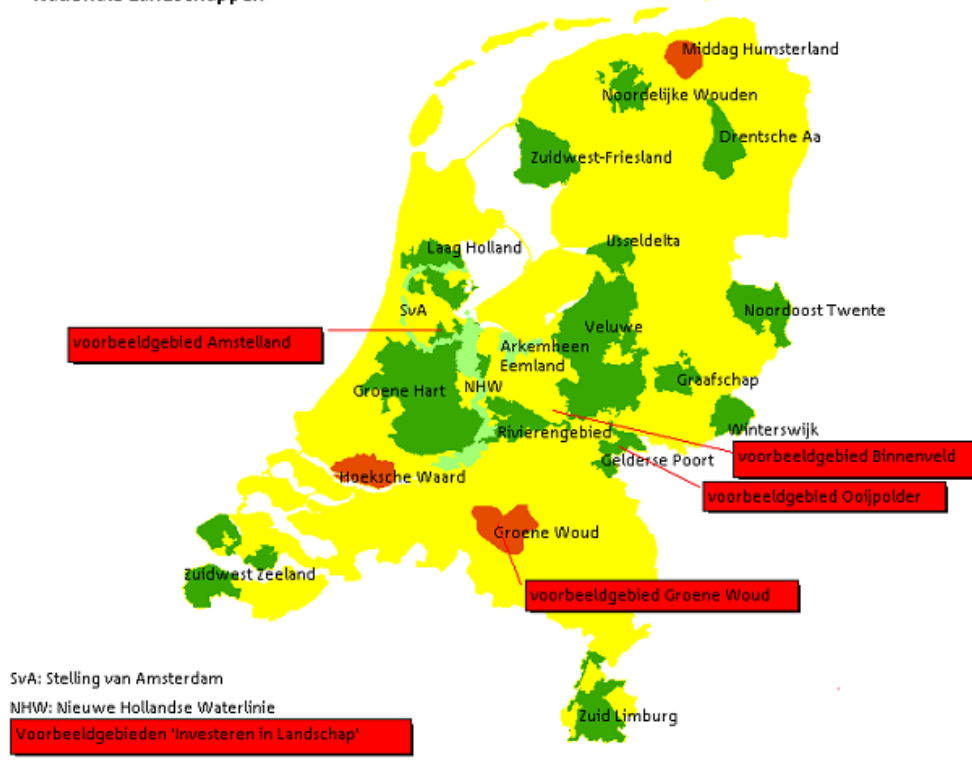 Nationale Landschappen
Middag Humsterland
Noordelijke Wouden
Drentsche Aa
Zuidwest-Friesland
IJsseldelta
Laag Holland
SvA
Noordoost Twente
voorbeeldgebied Amstelland
Veluwe
Arkemheen
Eemland
Graafschap
Groene Hart
NHW
Winterswijk
Rivierengebied
voorbeeldgebied Binnenveld
Gelderse Poort
Hoeksche Waard
voorbeeldgebied Ooijpolder
Groene Woud
Zuidwest Zeeland
voorbeeldgebied Groene Woud
SvA: Stelling van Amsterdam
NHW: Nieuwe Hollandse Waterlinie
Zuid Limburg
Voorbeeldgebieden 'Investeren in Landschap'